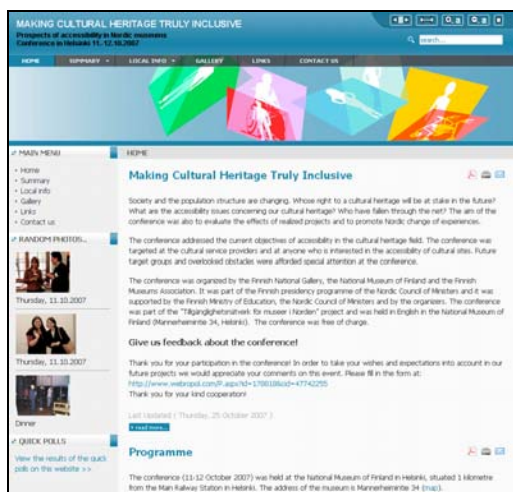 MAKING CULTURAL HERITAGE TRULY INCLUSIVE
Prospects of accessibility in Nordic museums
Conference in Helsinki 11.-12.10.2007
search...
HOME
SUMMARY
LOCAL INFO
GALLERY
LINKS
CONTACT US
MAIN MENU
Home
Summary
Local info
Gallery
Links
Contact us
RANDOM PHOTOS...
Thursday, 11.10.2007
Thursday, 11.10.2007
Dinner
QUICK POLLS
View the results of the quick
polls on this website >>
HOME
Making Cultural Heritage Truly Inclusive
Society and the population structure are changing. Whose right to a cultural heritage will be at stake in the future?
What are the accessibility issues concerning our cultural heritage? Who have fallen through the net? The aim of the
conference was also to evaluate the effects of realised projects and to promote Nordic change of experiences.
The conference addressed the current objectives of accessibility in the cultural heritage field. The conference was
targeted at the cultural service providers and at anyone who is interested in the accessibility of cultural sites. Future
target groups and overlooked obstacles were afforded special attention at the conference.
The conference was organized by the Finnish National Gallery, the National Museum of Finland and the Finnish
Museums Association. It was part of the Finnish presidency programme of the Nordic Council of Ministers and it was
supported by the Finnish Ministry of Education, the Nordic Council of Ministers and by the organizers. The conference
was part of the "Tillgänglighetsnätverk för museer i Norden" project and was held in English in the National Museum of
Finland (Mannerheimintie 34, Helsinki). The conference was free of charge.
Give us feedback about the conference!
Thank you for your participation in the conference! In order to take your wishes and expectations into account in our
future projects we would appreciate your comments on this event. Please fill in the form at:
Thank you for your kind cooperation!
Last Updated ( Thursday, 25 October 2007 )
read more...
Programme
The conference (11-12 October 2007) was held at the National Museum of Finland in Helsinki, situated 1 kilometre
from the Main Railway Station in Helsinki. The address of the museum is Mannerheimintie 34 (map).